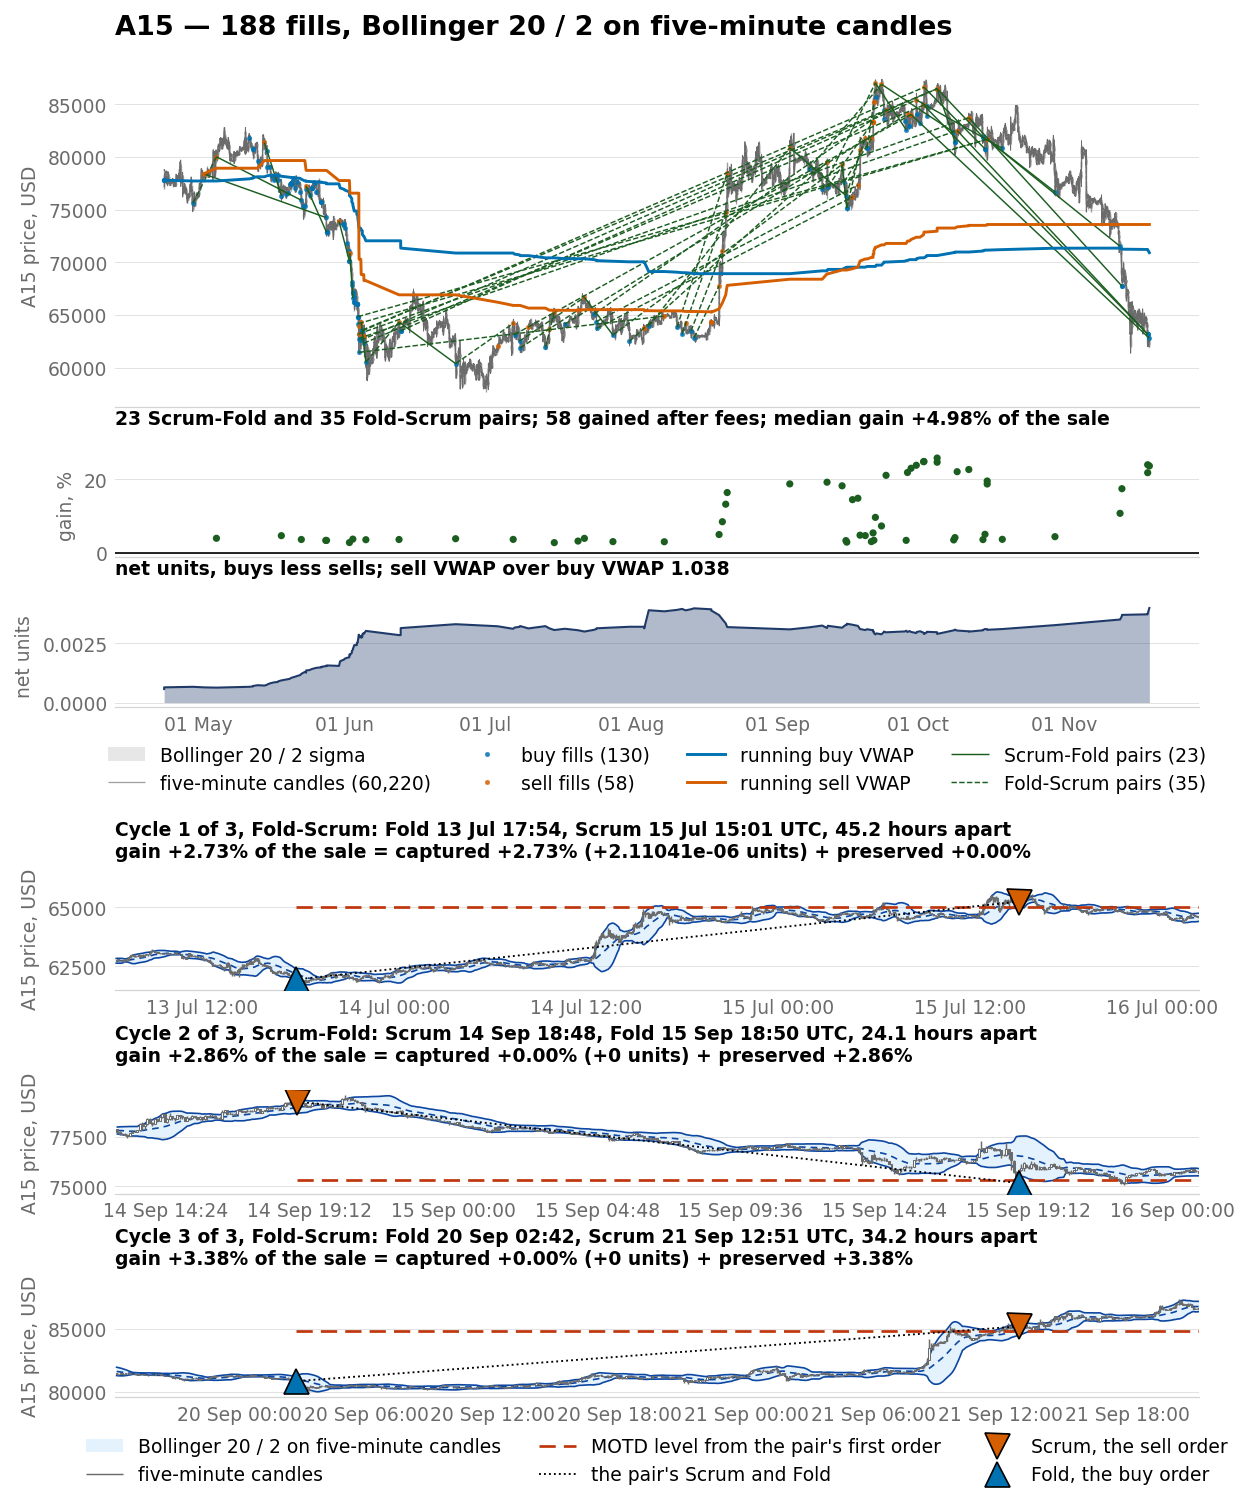 A15 — 188 fills, Bollinger 20 / 2 on five-minute candles
A15 price, USD
85000
80000
75000
70000
65000
60000
23 Scrum-Fold and 35 Fold-Scrum pairs; 58 gained after fees; median gain +4.98% of the sale
gain, %
20
0
net units, buys less sells; sell VWAP over buy VWAP 1.038
net units
0.0025
0.0000
01 May 01 Jun 01 Jul 01 Aug 01 Sep 01 Oct 01 Nov
Bollinger 20 / 2 sigma buy fills (130) running buy VWAP Scrum-Fold pairs (23)
five-minute candles (60,220) sell fills (58) running sell VWAP Fold-Scrum pairs (35)
Cycle 1 of 3, Fold-Scrum: Fold 13 Jul 17:54, Scrum 15 Jul 15:01 UTC, 45.2 hours apart
gain +2.73% of the sale = captured +2.73% (+2.11041e-06 units) + preserved +0.00%
A15 price, USD
65000
62500
13 Jul 12:00 14 Jul 00:00 14 Jul 12:00 15 Jul 00:00 15 Jul 12:00 16 Jul 00:00
Cycle 2 of 3, Scrum-Fold: Scrum 14 Sep 18:48, Fold 15 Sep 18:50 UTC, 24.1 hours apart
gain +2.86% of the sale = captured +0.00% (+0 units) + preserved +2.86%
A15 price, USD
77500
75000
14 Sep 14:24 14 Sep 19:12 15 Sep 00:00 15 Sep 04:48 15 Sep 09:36 15 Sep 14:24 15 Sep 19:12 16 Sep 00:00
Cycle 3 of 3, Fold-Scrum: Fold 20 Sep 02:42, Scrum 21 Sep 12:51 UTC, 34.2 hours apart
gain +3.38% of the sale = captured +0.00% (+0 units) + preserved +3.38%
A15 price, USD
85000
80000
20 Sep 00:00 20 Sep 06:00 20 Sep 12:00 20 Sep 18:00 21 Sep 00:00 21 Sep 06:00 21 Sep 12:00 21 Sep 18:00
Bollinger 20 / 2 on five-minute candles MOTD level from the pair's first order Scrum, the sell order
five-minute candles the pair's Scrum and Fold Fold, the buy order